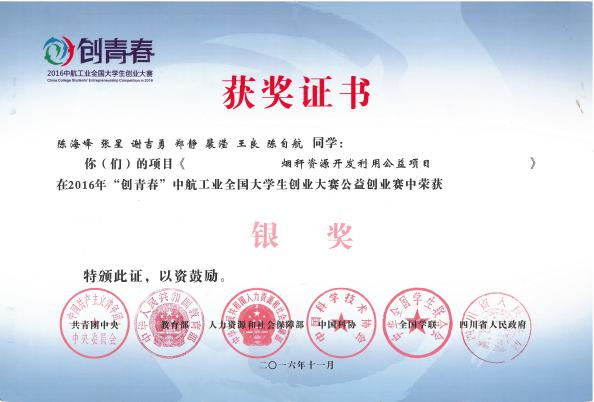 创青春
2016中航工业全国大学生创业大赛
China College Students' Entrepreneurship Competition in 2016
获奖证书
陈海峰 张星 谢吉勇 郑静 裴滢 王良 陈自航 同学：
你（们）的项目《 烟秆资源开发利用公益项目 》
在2016年“创青春”中航工业全国大学生创业大赛公益创业赛中荣获
银奖
特颁此证，以资鼓励。
共青团中央 教育部 人力资源和社会保障部 中国科协 全国学联 四川省人民政府
二〇一六年十一月